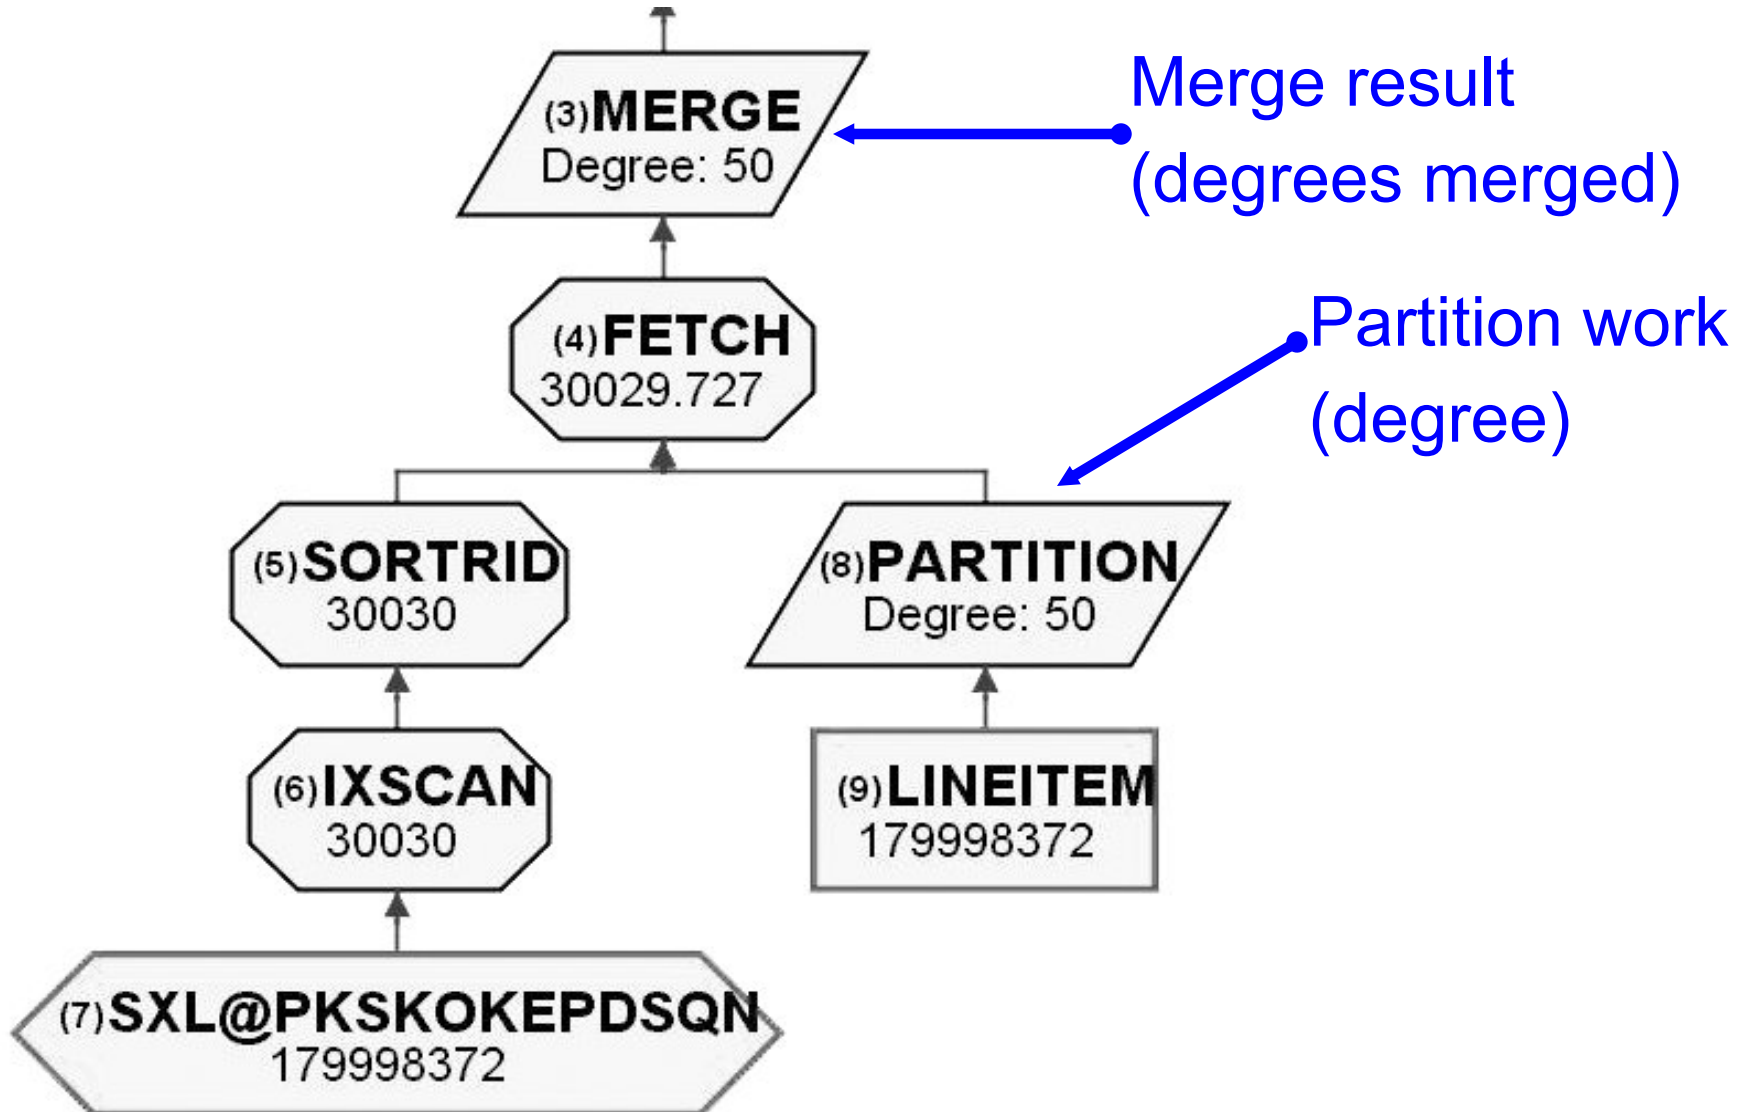 (3)MERGE
Degree: 50
Merge result
(degrees merged)
(4)FETCH
30029.727
Partition work
(degree)
(5)SORTRID
30030
(8)PARTITION
Degree: 50
(6)IXSCAN
30030
(9)LINEITEM
179998372
(7)SXL@PKSKOKEPDSQN
179998372